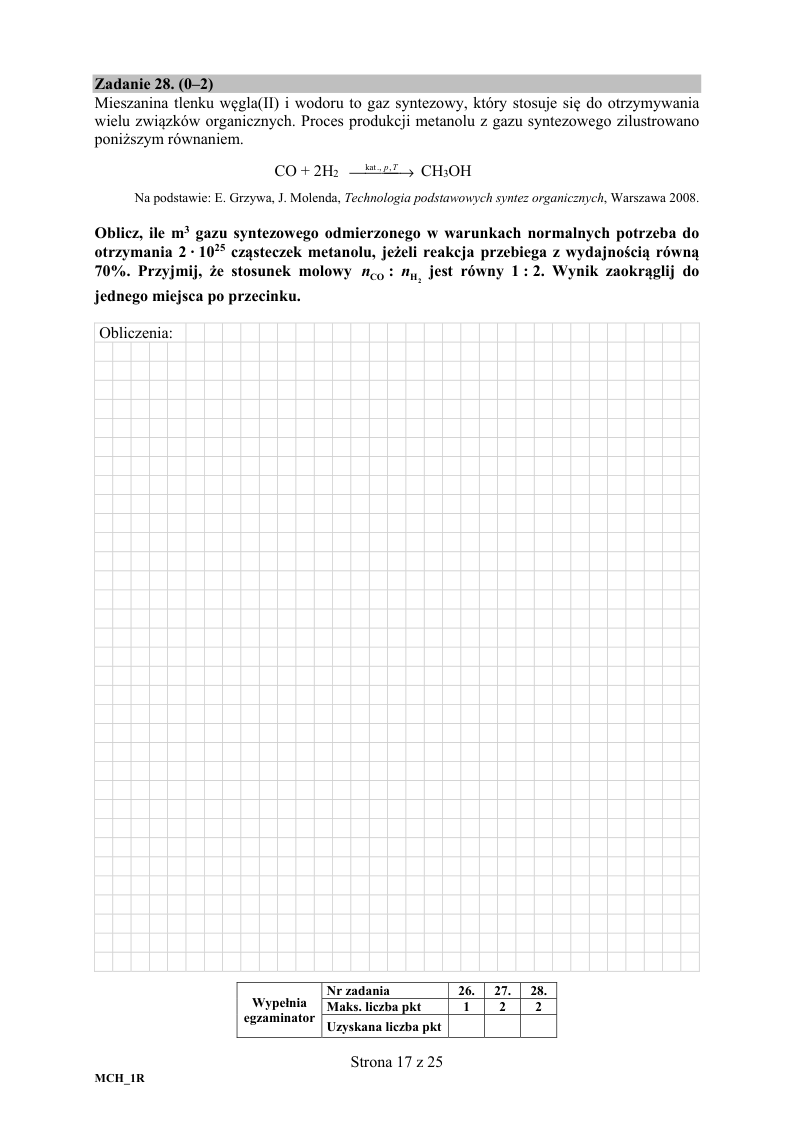 Zadanie 28. (0–2)
Mieszanina tlenku węgla(II) i wodoru to gaz syntezowy, który stosuje się do otrzymywania
wielu związków organicznych. Proces produkcji metanolu z gazu syntezowego zilustrowano
poniższym równaniem.
CO + 2H₂ kat., p, T ⟶ CH₃OH
Na podstawie: E. Grzywa, J. Molenda, Technologia podstawowych syntez organicznych, Warszawa 2008.
Oblicz, ile m³ gazu syntezowego odmierzonego w warunkach normalnych potrzeba do
otrzymania 2 · 10²⁵ cząsteczek metanolu, jeżeli reakcja przebiega z wydajnością równą
70%. Przyjmij, że stosunek molowy n_CO : n_H₂ jest równy 1 : 2. Wynik zaokrąglij do
jednego miejsca po przecinku.
Obliczenia:
Wypełnia egzaminator
Nr zadania 26. 27. 28.
Maks. liczba pkt 1 2 2
Uzyskana liczba pkt
Strona 17 z 25
MCH_1R